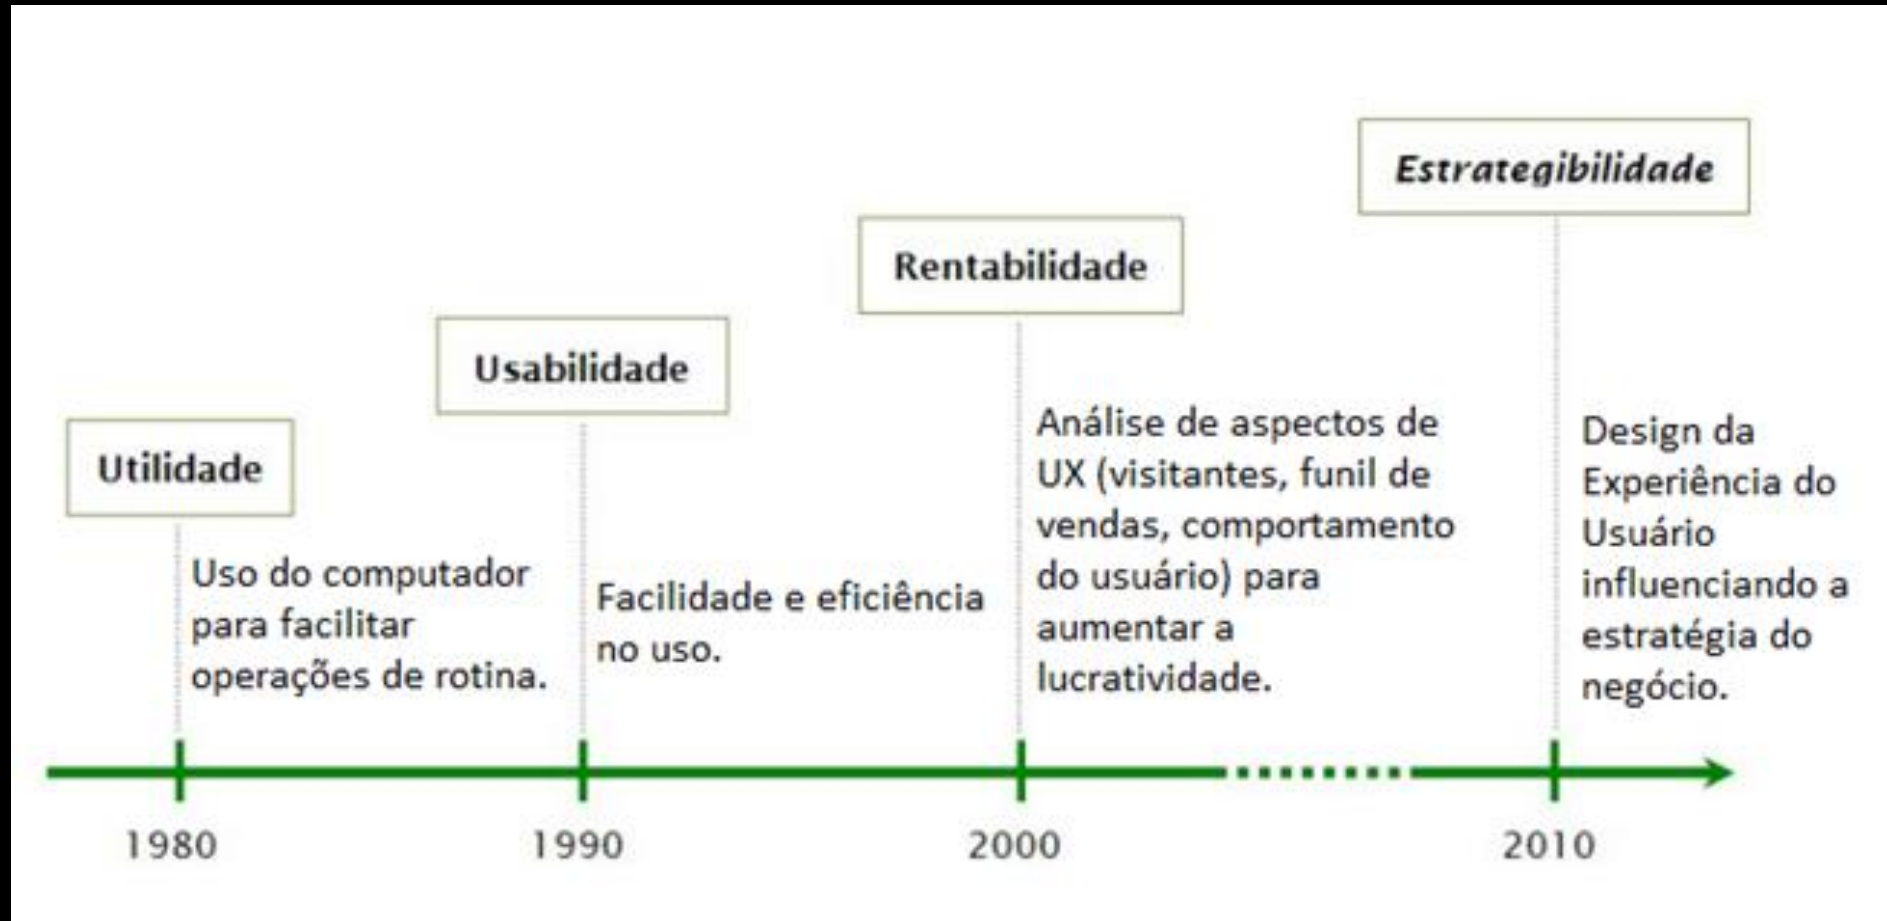 Utilidade
Uso do computador
para facilitar
operações de rotina.
1980
Usabilidade
Facilidade e eficiência
no uso.
1990
Rentabilidade
Análise de aspectos de
UX (visitantes, funil de
vendas, comportamento
do usuário) para
aumentar a
lucratividade.
2000
Estrategibilidade
Design da
Experiência do
Usuário
influenciando a
estratégia do
negócio.
2010